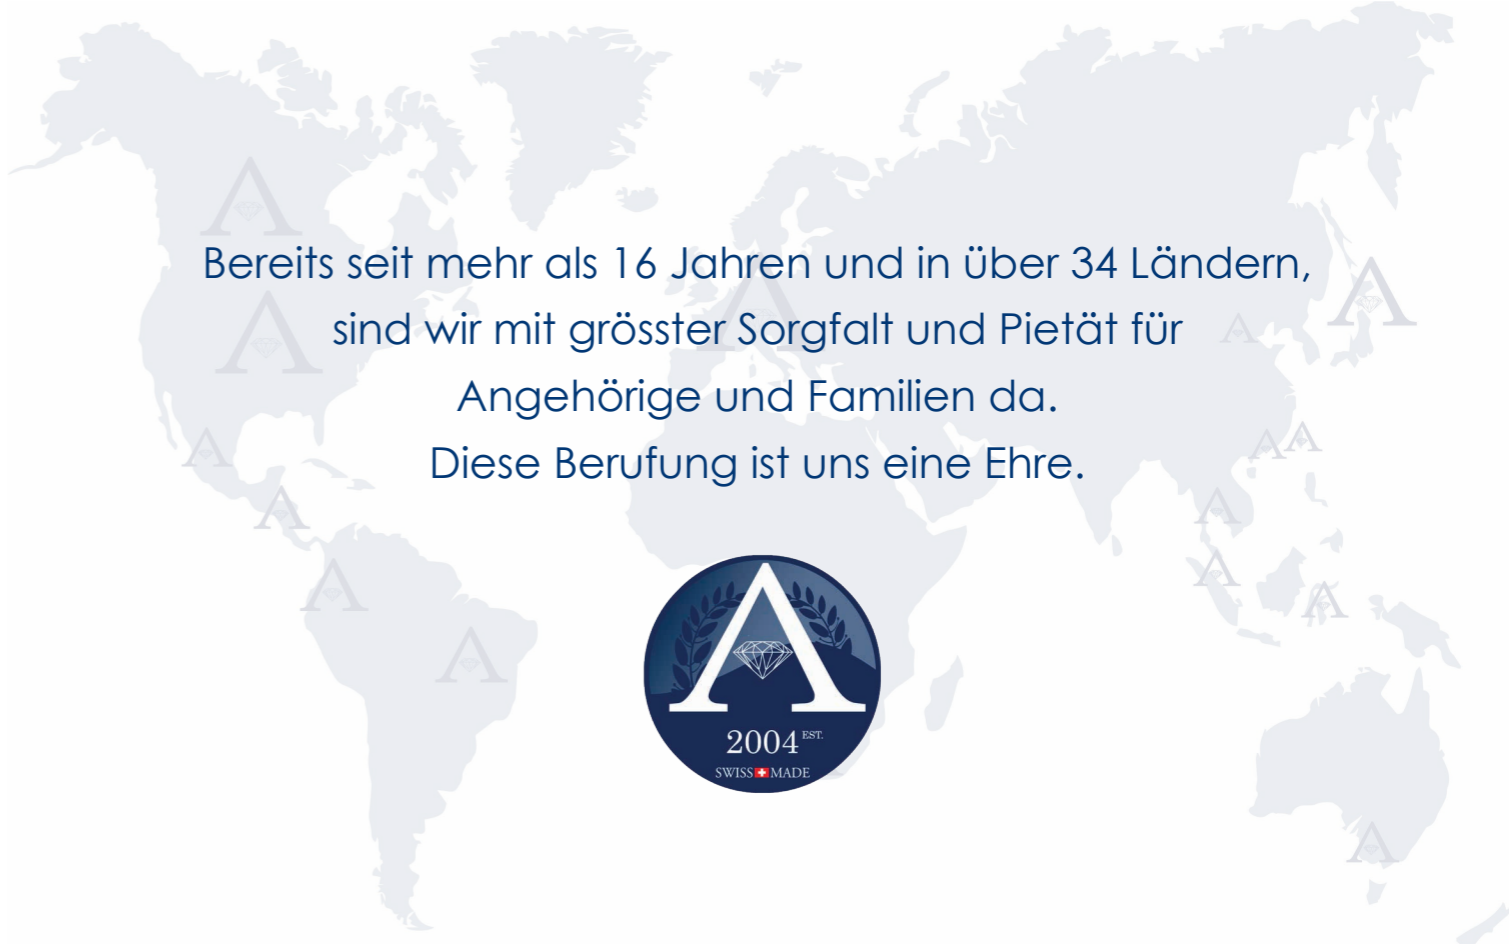 Bereits seit mehr als 16 Jahren und in über 34 Ländern,
sind wir mit grösster Sorgfalt und Pietät für
Angehörige und Familien da.
Diese Berufung ist uns eine Ehre.
A
2004 EST.
SWISS MADE